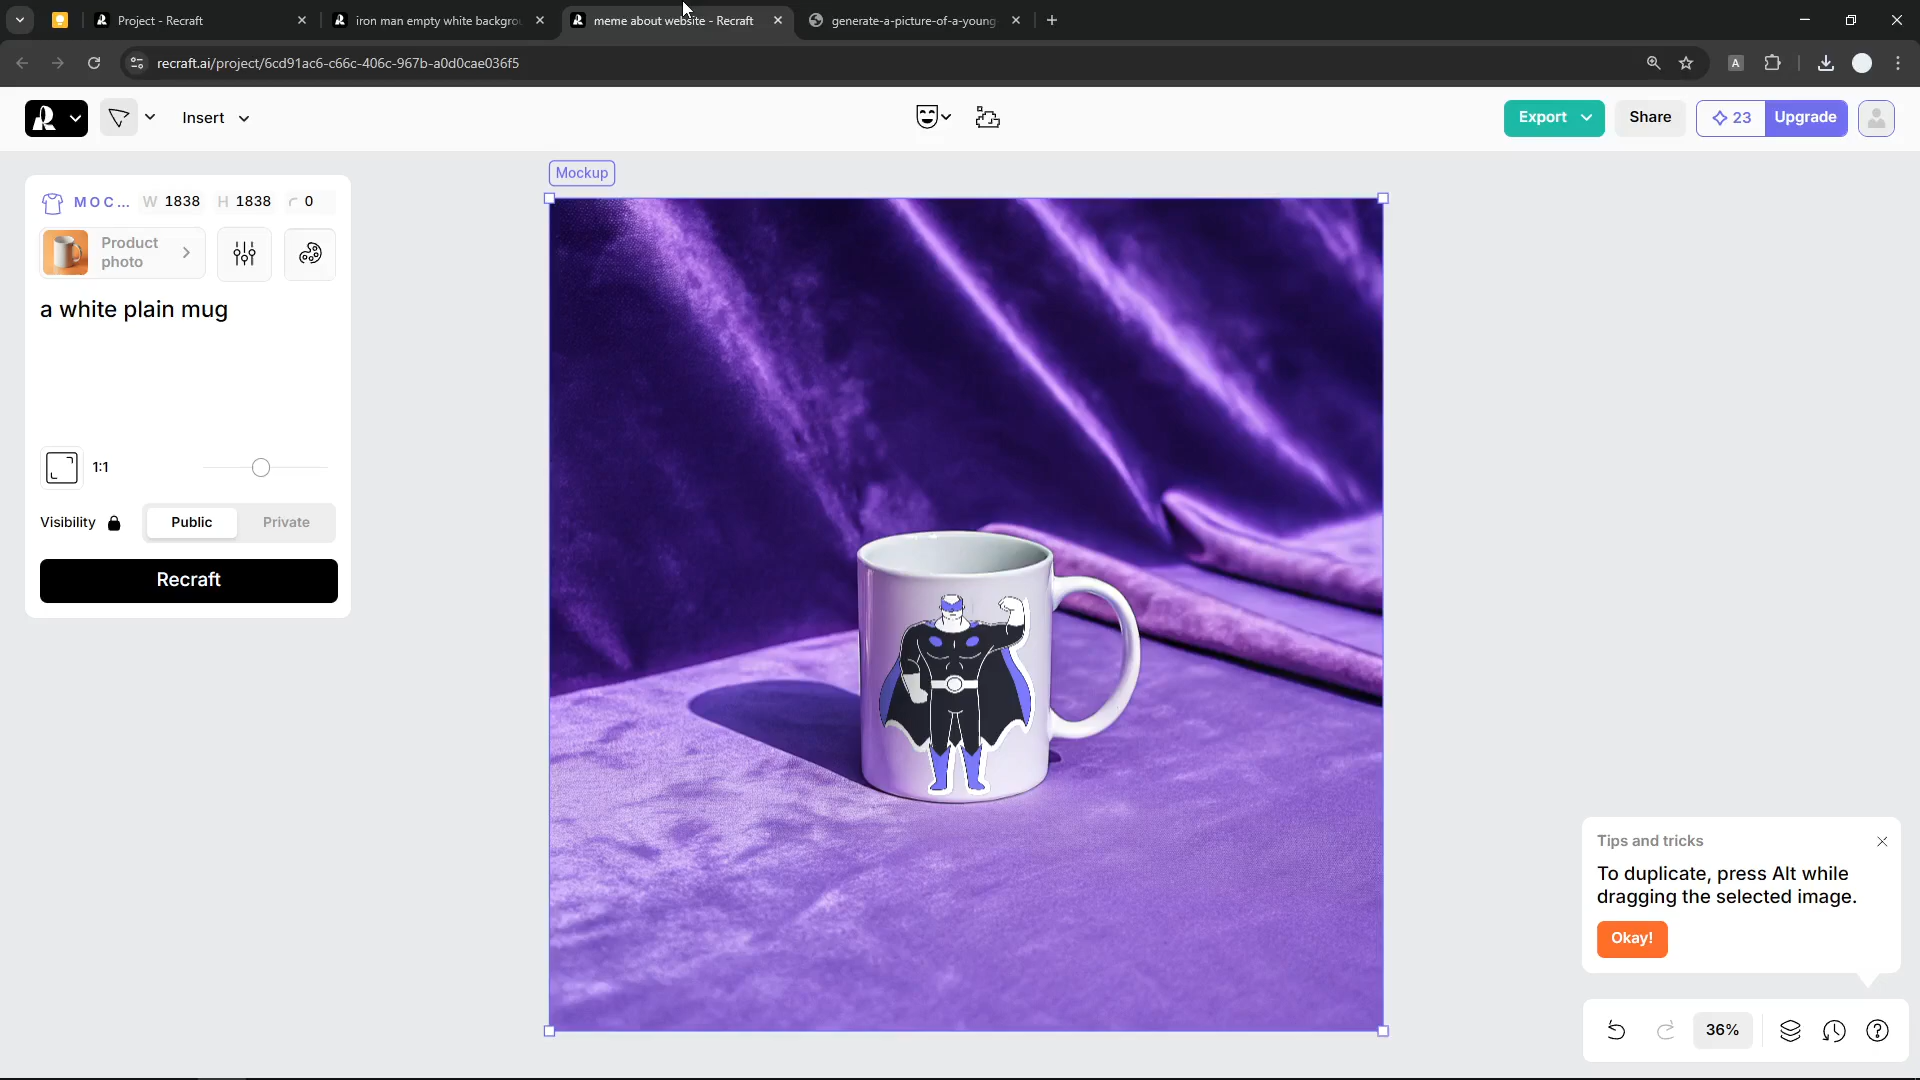 Project - Recraft
iron man empty white backgrou
meme about website - Recraft
generate-a-picture-of-a-young
recraft.ai/project/6cd91ac6-c66c-406c-967b-a0d0cae036f5
A
Insert
Export
Share
23
Upgrade
Mockup
MOC...
W 1838
H 1838
0
Product
photo
a white plain mug
1:1
Visibility
Public
Private
Recraft
Tips and tricks
To duplicate, press Alt while
dragging the selected image.
Okay!
36%